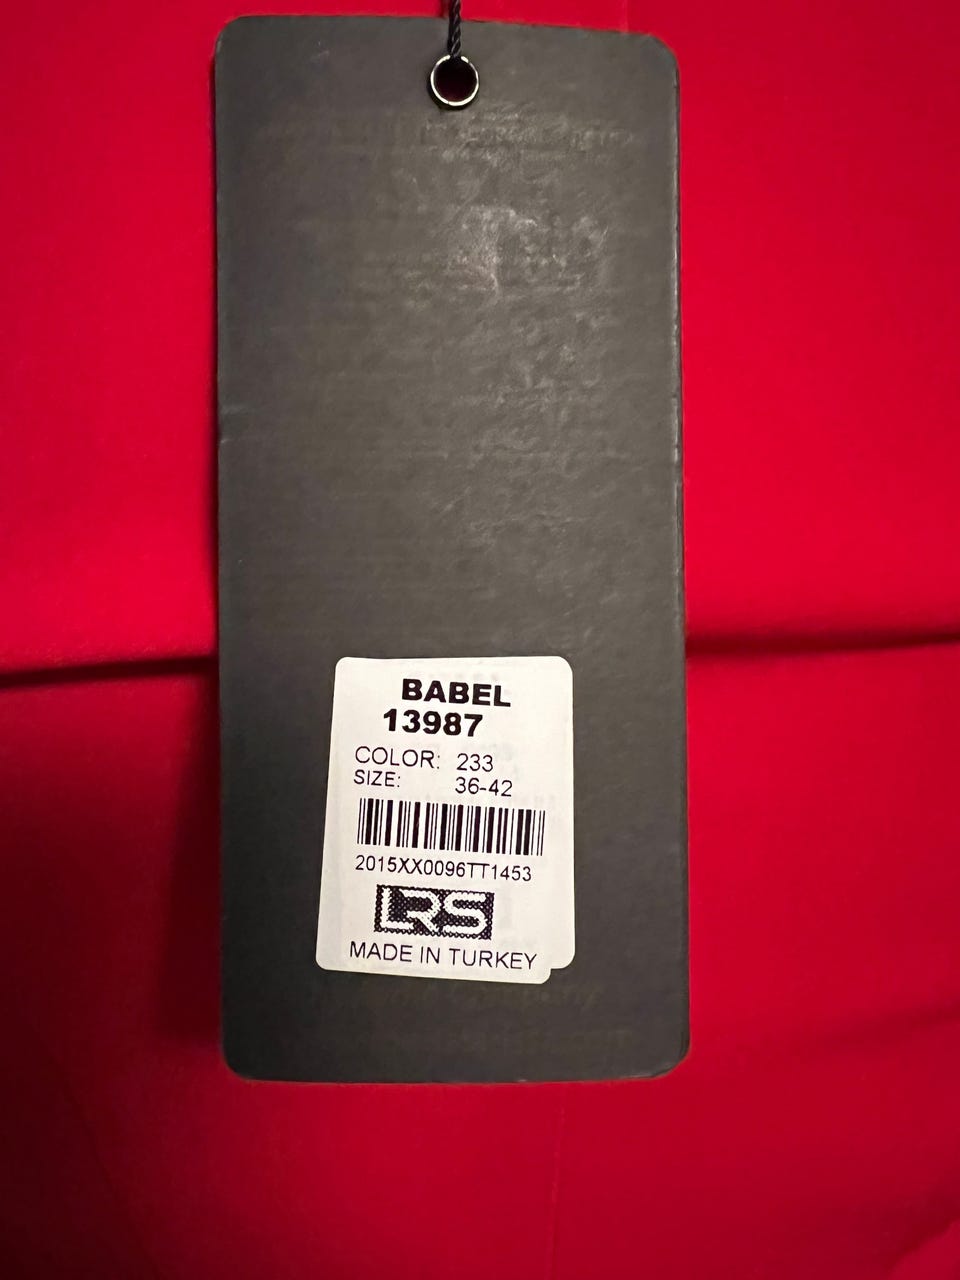 BABEL
13987
COLOR: 233
SIZE: 36-42
2015XX0096TT1453
LRS
MADE IN TURKEY